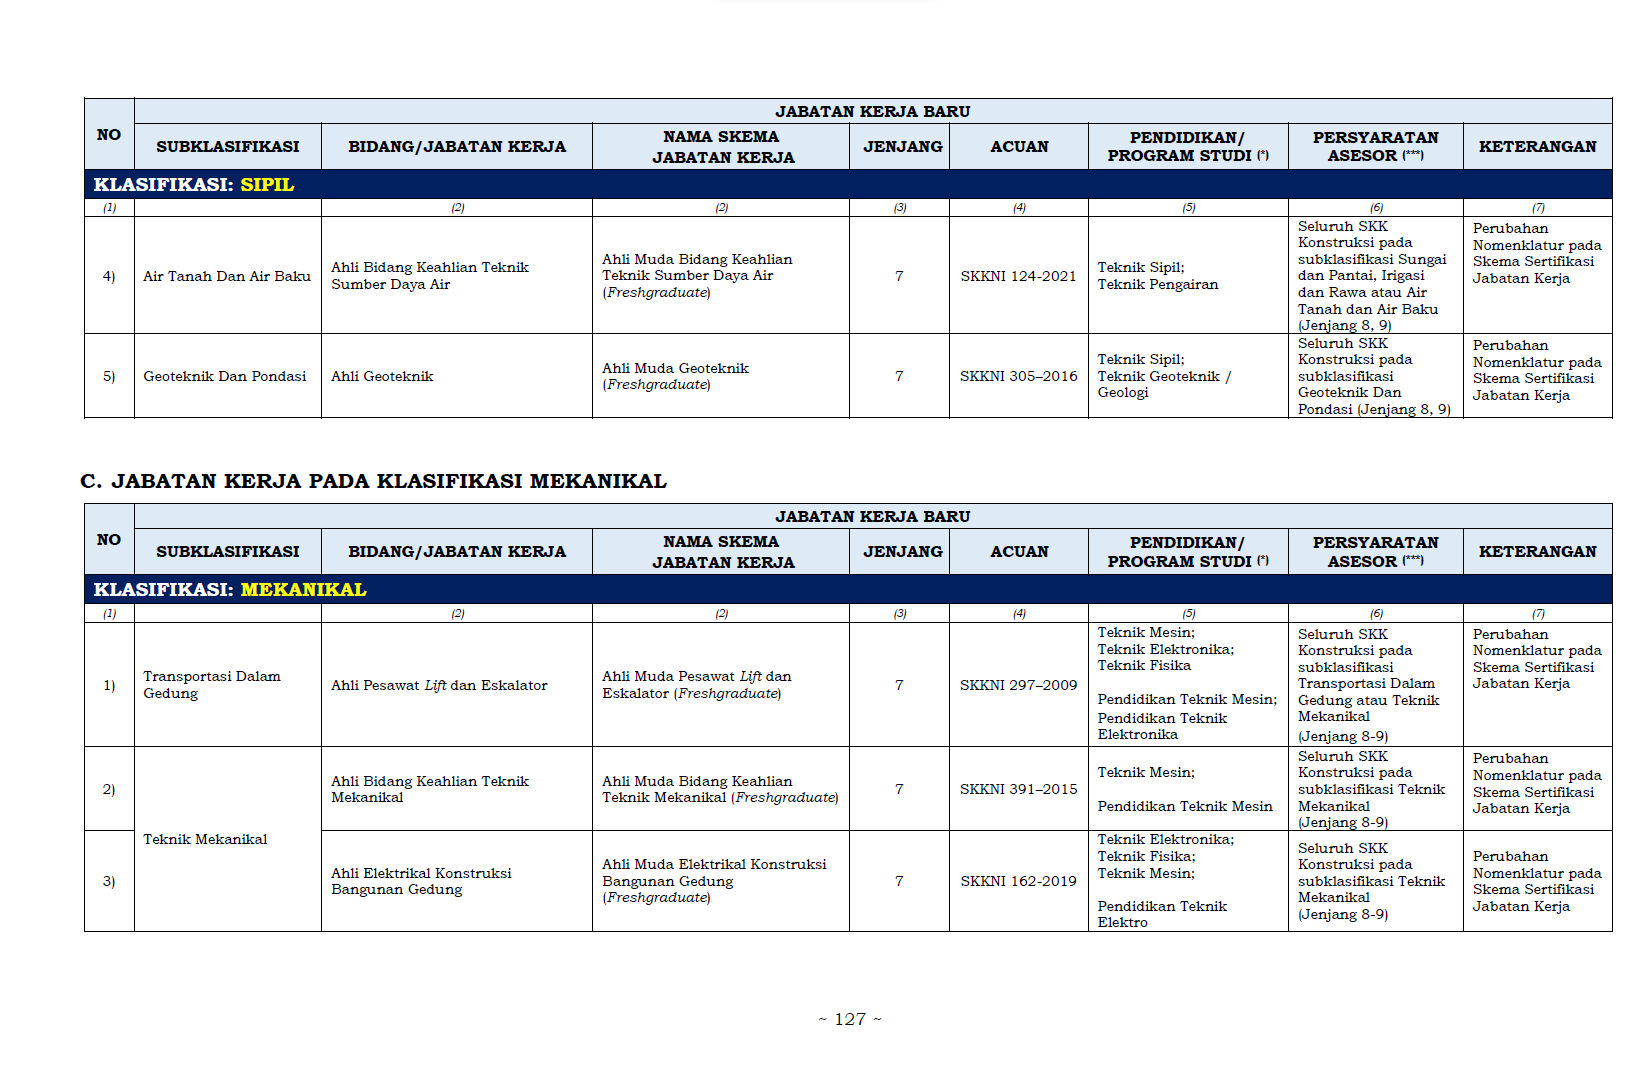 JABATAN KERJA BARU
NO
SUBKLASIFIKASI
BIDANG/JABATAN KERJA
NAMA SKEMA
JABATAN KERJA
JENJANG
ACUAN
PENDIDIKAN/
PROGRAM STUDI (*)
PERSYARATAN
ASESOR (***)
KETERANGAN
KLASIFIKASI: SIPIL
(1)
(2)
(2)
(3)
(4)
(5)
(6)
(7)
4)
Air Tanah Dan Air Baku
Ahli Bidang Keahlian Teknik
Sumber Daya Air
Ahli Muda Bidang Keahlian
Teknik Sumber Daya Air
(Freshgraduate)
7
SKKNI 124-2021
Teknik Sipil;
Teknik Pengairan
Seluruh SKK
Konstruksi pada
subklasifikasi Sungai
dan Pantai, Irigasi
dan Rawa atau Air
Tanah dan Air Baku
(Jenjang 8, 9)
Perubahan
Nomenklatur pada
Skema Sertifikasi
Jabatan Kerja
5)
Geoteknik Dan Pondasi
Ahli Geoteknik
Ahli Muda Geoteknik
(Freshgraduate)
7
SKKNI 305–2016
Teknik Sipil;
Teknik Geoteknik /
Geologi
Seluruh SKK
Konstruksi pada
subklasifikasi
Geoteknik Dan
Pondasi (Jenjang 8, 9)
Perubahan
Nomenklatur pada
Skema Sertifikasi
Jabatan Kerja
C. JABATAN KERJA PADA KLASIFIKASI MEKANIKAL
JABATAN KERJA BARU
NO
SUBKLASIFIKASI
BIDANG/JABATAN KERJA
NAMA SKEMA
JABATAN KERJA
JENJANG
ACUAN
PENDIDIKAN/
PROGRAM STUDI (*)
PERSYARATAN
ASESOR (***)
KETERANGAN
KLASIFIKASI: MEKANIKAL
(1)
(2)
(2)
(3)
(4)
(5)
(6)
(7)
1)
Transportasi Dalam
Gedung
Ahli Pesawat Lift dan Eskalator
Ahli Muda Pesawat Lift dan
Eskalator (Freshgraduate)
7
SKKNI 297–2009
Teknik Mesin;
Teknik Elektronika;
Teknik Fisika
Pendidikan Teknik Mesin;
Pendidikan Teknik
Elektronika
Seluruh SKK
Konstruksi pada
subklasifikasi
Transportasi Dalam
Gedung atau Teknik
Mekanikal
(Jenjang 8-9)
Perubahan
Nomenklatur pada
Skema Sertifikasi
Jabatan Kerja
2)
Teknik Mekanikal
Ahli Bidang Keahlian Teknik
Mekanikal
Ahli Muda Bidang Keahlian
Teknik Mekanikal (Freshgraduate)
7
SKKNI 391–2015
Teknik Mesin;
Pendidikan Teknik Mesin
Seluruh SKK
Konstruksi pada
subklasifikasi Teknik
Mekanikal
(Jenjang 8-9)
Perubahan
Nomenklatur pada
Skema Sertifikasi
Jabatan Kerja
3)
Ahli Elektrikal Konstruksi
Bangunan Gedung
Ahli Muda Elektrikal Konstruksi
Bangunan Gedung
(Freshgraduate)
7
SKKNI 162-2019
Teknik Elektronika;
Teknik Fisika;
Teknik Mesin;
Pendidikan Teknik
Elektro
Seluruh SKK
Konstruksi pada
subklasifikasi Teknik
Mekanikal
(Jenjang 8-9)
Perubahan
Nomenklatur pada
Skema Sertifikasi
Jabatan Kerja
~ 127 ~